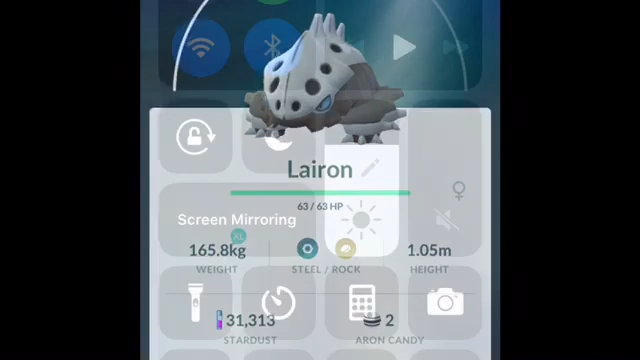 Lairon
63 / 63 HP
Screen Mirroring
XL
165.8kg
1.05m
WEIGHT
STEEL / ROCK
HEIGHT
31,313
2
STARDUST
ARON CANDY